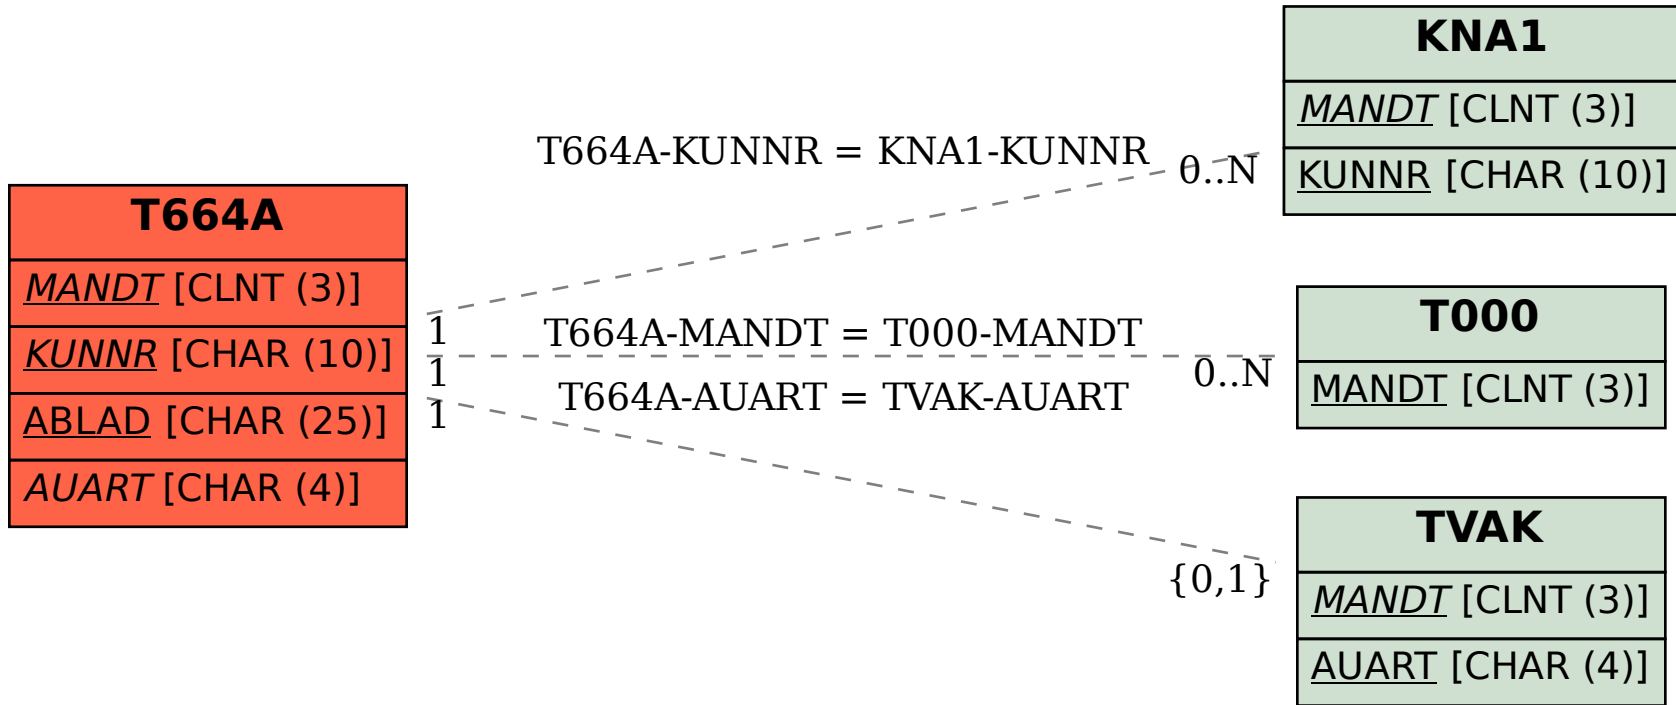 T664A
MANDT [CLNT (3)]
KUNNR [CHAR (10)]
ABLAD [CHAR (25)]
AUART [CHAR (4)]
T664A-KUNNR = KNA1-KUNNR
0..N
1
T664A-MANDT = T000-MANDT
0..N
1
T664A-AUART = TVAK-AUART
{0,1}
1
KNA1
MANDT [CLNT (3)]
KUNNR [CHAR (10)]
T000
MANDT [CLNT (3)]
TVAK
MANDT [CLNT (3)]
AUART [CHAR (4)]